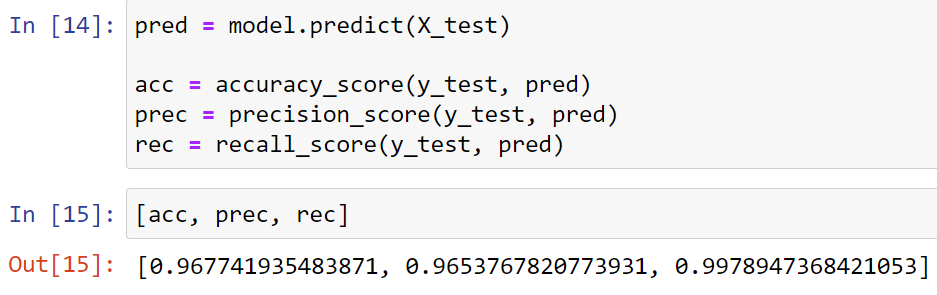 In [14]: pred = model.predict(X_test)
acc = accuracy_score(y_test, pred)
prec = precision_score(y_test, pred)
rec = recall_score(y_test, pred)
In [15]: [acc, prec, rec]
Out[15]: [0.967741935483871, 0.9653767820773931, 0.9978947368421053]